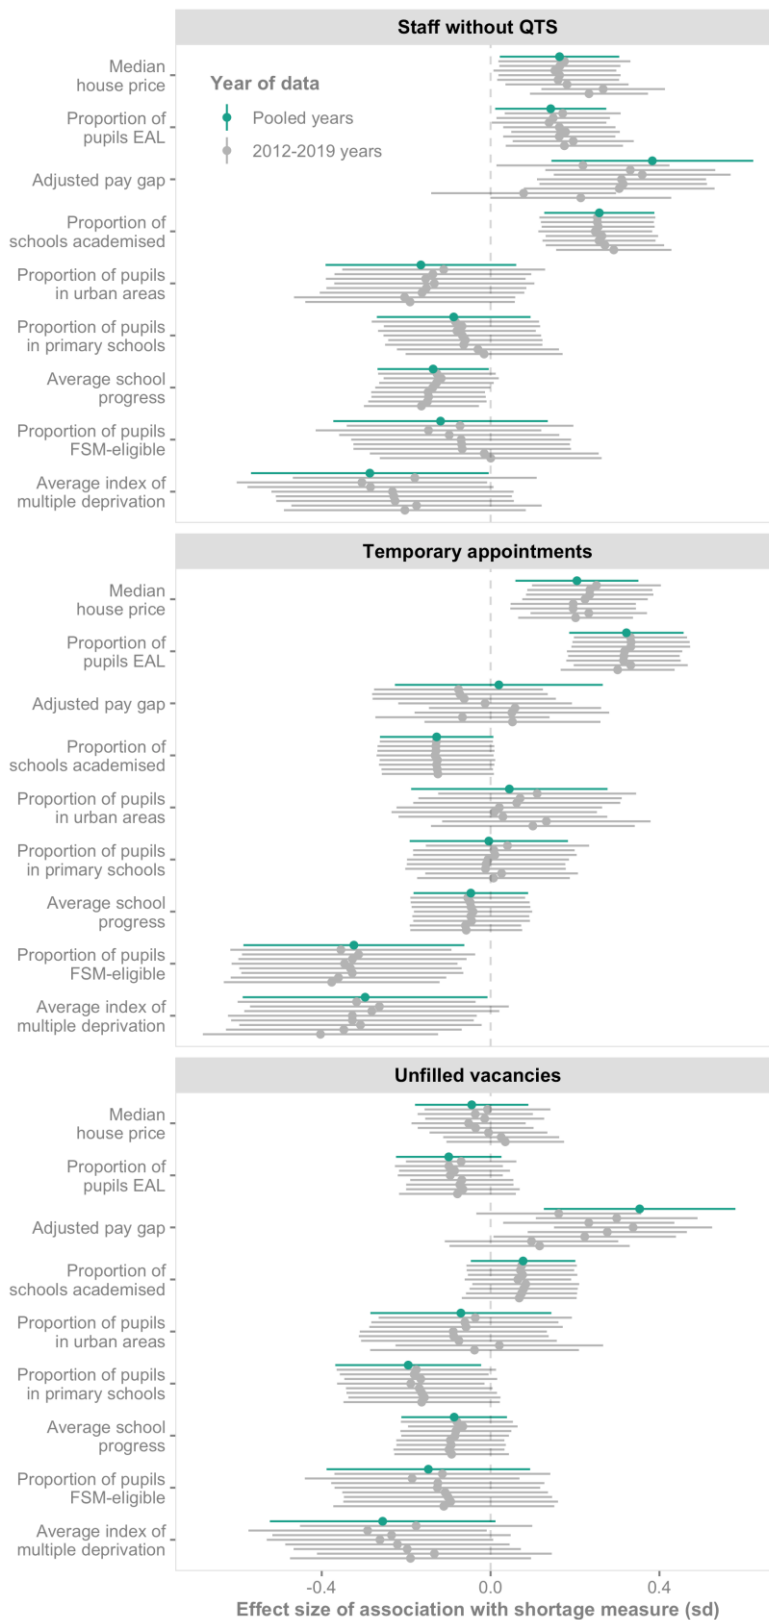 Staff without QTS
Median
house price
Year of data
Pooled years
2012-2019 years
Proportion of
pupils EAL
Adjusted pay gap
Proportion of
schools academised
Proportion of pupils
in urban areas
Proportion of pupils
in primary schools
Average school
progress
Proportion of pupils
FSM-eligible
Average index of
multiple deprivation
Temporary appointments
Median
house price
Proportion of
pupils EAL
Adjusted pay gap
Proportion of
schools academised
Proportion of pupils
in urban areas
Proportion of pupils
in primary schools
Average school
progress
Proportion of pupils
FSM-eligible
Average index of
multiple deprivation
Unfilled vacancies
Median
house price
Proportion of
pupils EAL
Adjusted pay gap
Proportion of
schools academised
Proportion of pupils
in urban areas
Proportion of pupils
in primary schools
Average school
progress
Proportion of pupils
FSM-eligible
Average index of
multiple deprivation
-0.4 0.0 0.4
Effect size of association with shortage measure (sd)